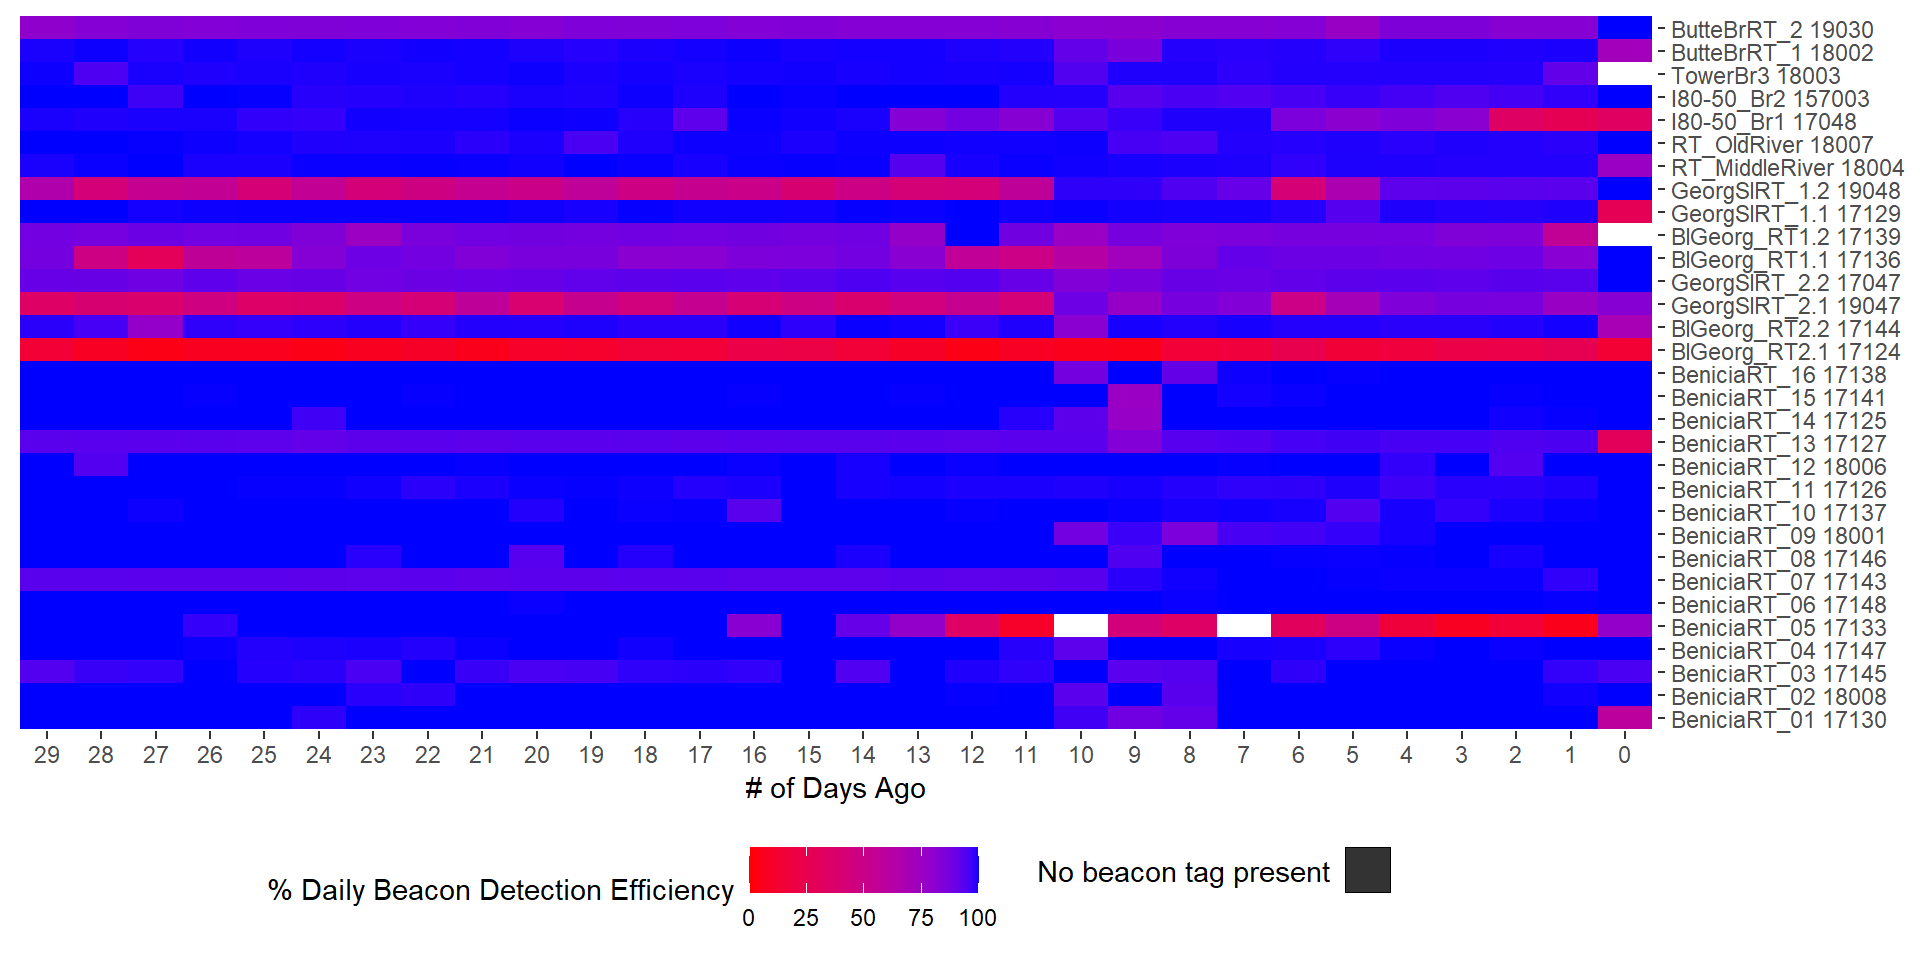 ButteBrRT_2 19030
ButteBrRT_1 18002
TowerBr3 18003
I80-50_Br2 157003
I80-50_Br1 17048
RT_OldRiver 18007
RT_MiddleRiver 18004
GeorgSlRT_1.2 19048
GeorgSlRT_1.1 17129
BlGeorg_RT1.2 17139
BlGeorg_RT1.1 17136
GeorgSlRT_2.2 17047
GeorgSlRT_2.1 19047
BlGeorg_RT2.2 17144
BlGeorg_RT2.1 17124
BeniciaRT_16 17138
BeniciaRT_15 17141
BeniciaRT_14 17125
BeniciaRT_13 17127
BeniciaRT_12 18006
BeniciaRT_11 17126
BeniciaRT_10 17137
BeniciaRT_09 18001
BeniciaRT_08 17146
BeniciaRT_07 17143
BeniciaRT_06 17148
BeniciaRT_05 17133
BeniciaRT_04 17147
BeniciaRT_03 17145
BeniciaRT_02 18008
BeniciaRT_01 17130
29 28 27 26 25 24 23 22 21 20 19 18 17 16 15 14 13 12 11 10 9 8 7 6 5 4 3 2 1 0
# of Days Ago
% Daily Beacon Detection Efficiency
0 25 50 75 100
No beacon tag present